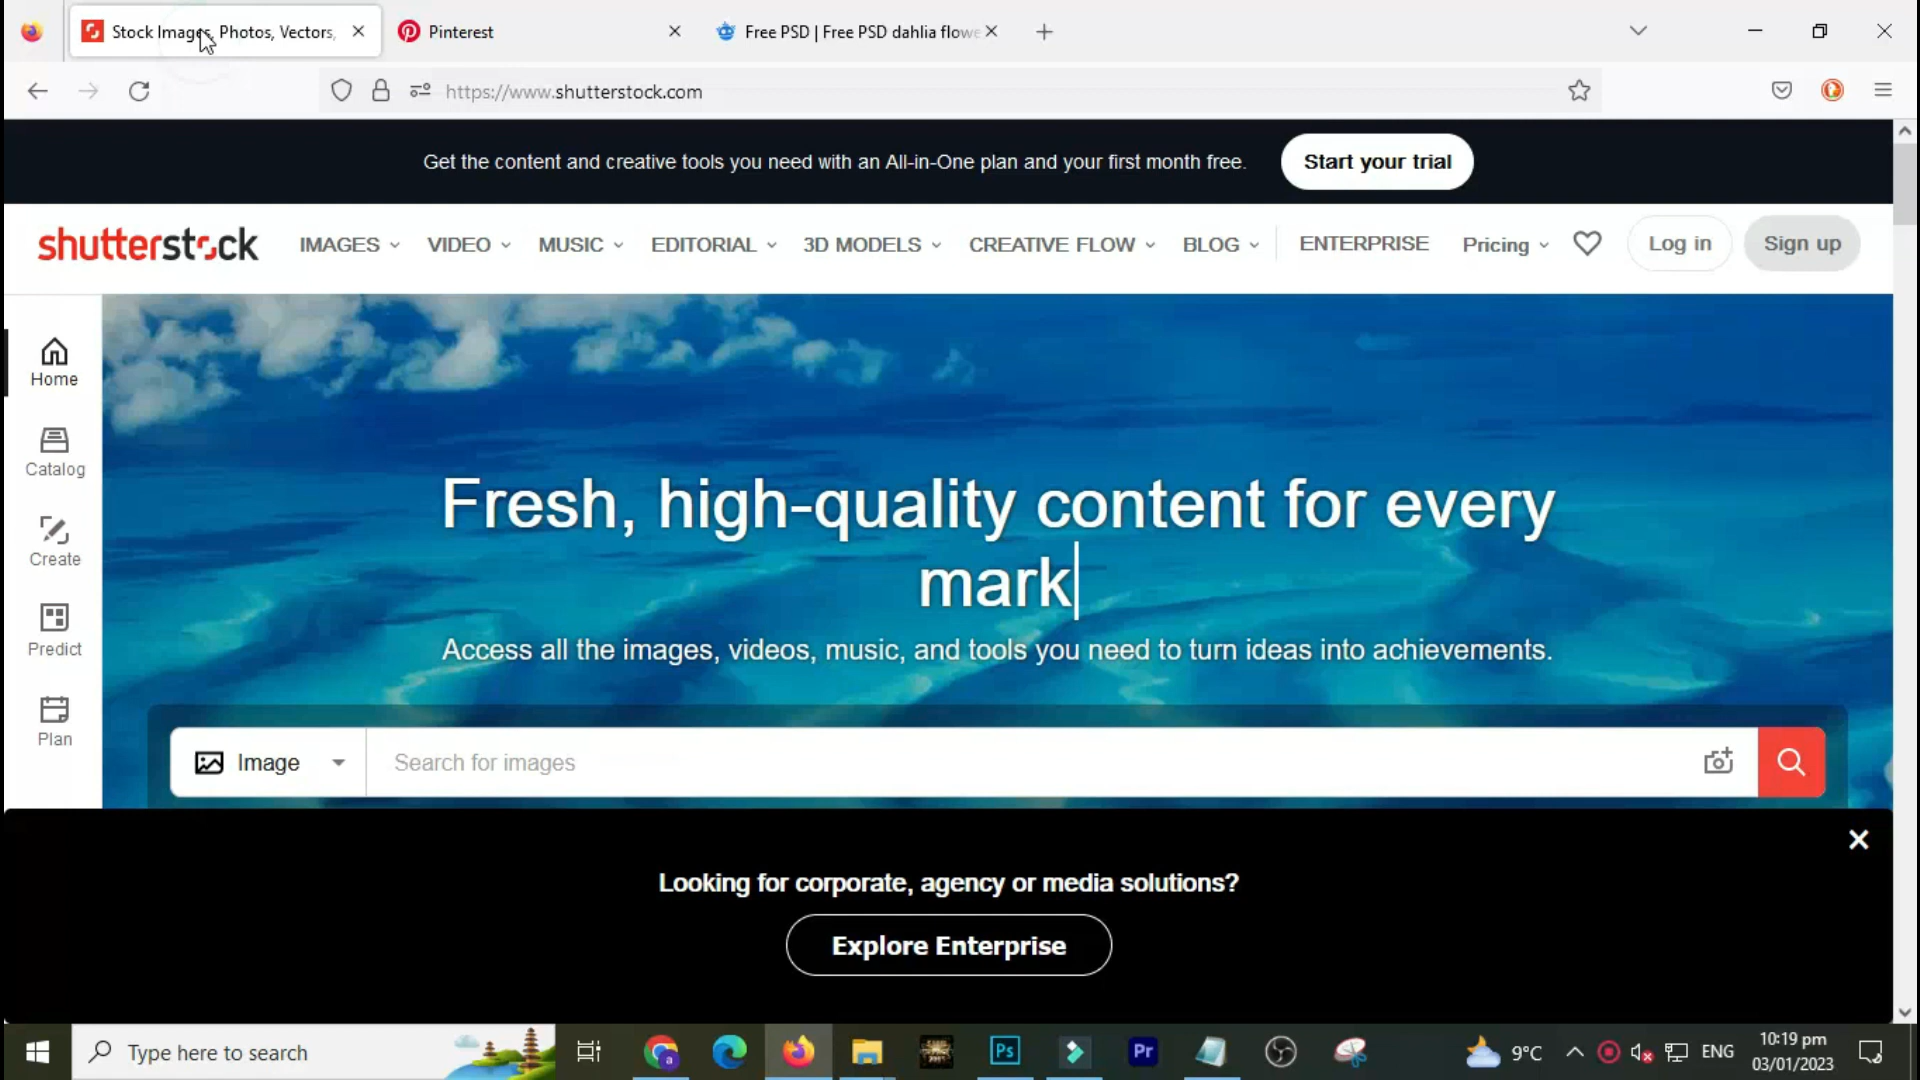 Stock Images, Photos, Vectors,
Pinterest
Free PSD | Free PSD dahlia flowe
https://www.shutterstock.com
Get the content and creative tools you need with an All-in-One plan and your first month free.
Start your trial
shutterstock
IMAGES
VIDEO
MUSIC
EDITORIAL
3D MODELS
CREATIVE FLOW
BLOG
ENTERPRISE
Pricing
Log in
Sign up
Home
Catalog
Create
Predict
Plan
Fresh, high-quality content for every
mark
Access all the images, videos, music, and tools you need to turn ideas into achievements.
Image
Search for images
Looking for corporate, agency or media solutions?
Explore Enterprise
Type here to search
a
Ps
Pr
9°C
ENG
10:19 pm
03/01/2023